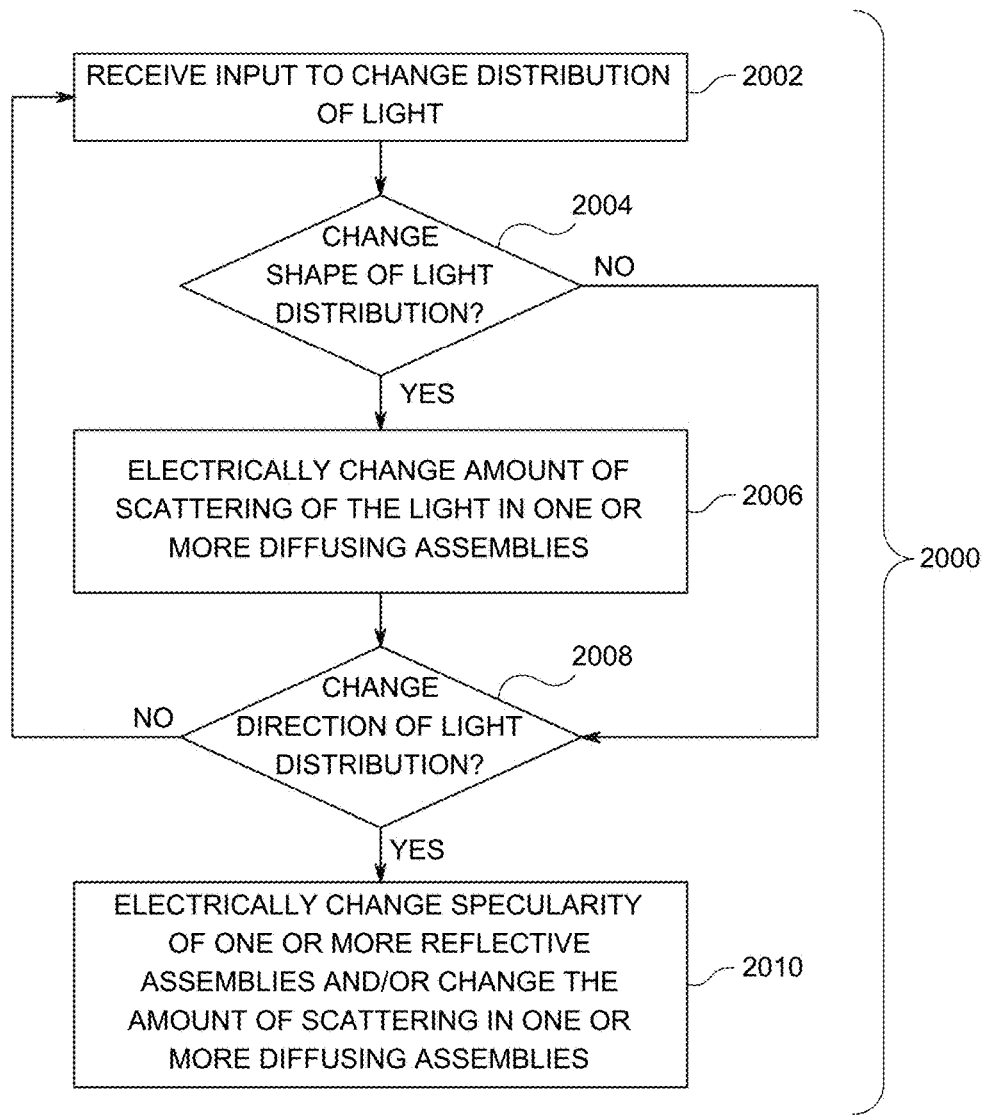 RECEIVE INPUT TO CHANGE DISTRIBUTION
OF LIGHT
2002
2004
CHANGE
SHAPE OF LIGHT
DISTRIBUTION?
NO
YES
ELECTRICALLY CHANGE AMOUNT OF
SCATTERING OF THE LIGHT IN ONE OR
MORE DIFFUSING ASSEMBLIES
2006
2000
2008
CHANGE
DIRECTION OF LIGHT
DISTRIBUTION?
NO
YES
ELECTRICALLY CHANGE SPECULARITY
OF ONE OR MORE REFLECTIVE
ASSEMBLIES AND/OR CHANGE THE
AMOUNT OF SCATTERING IN ONE OR
MORE DIFFUSING ASSEMBLIES
2010